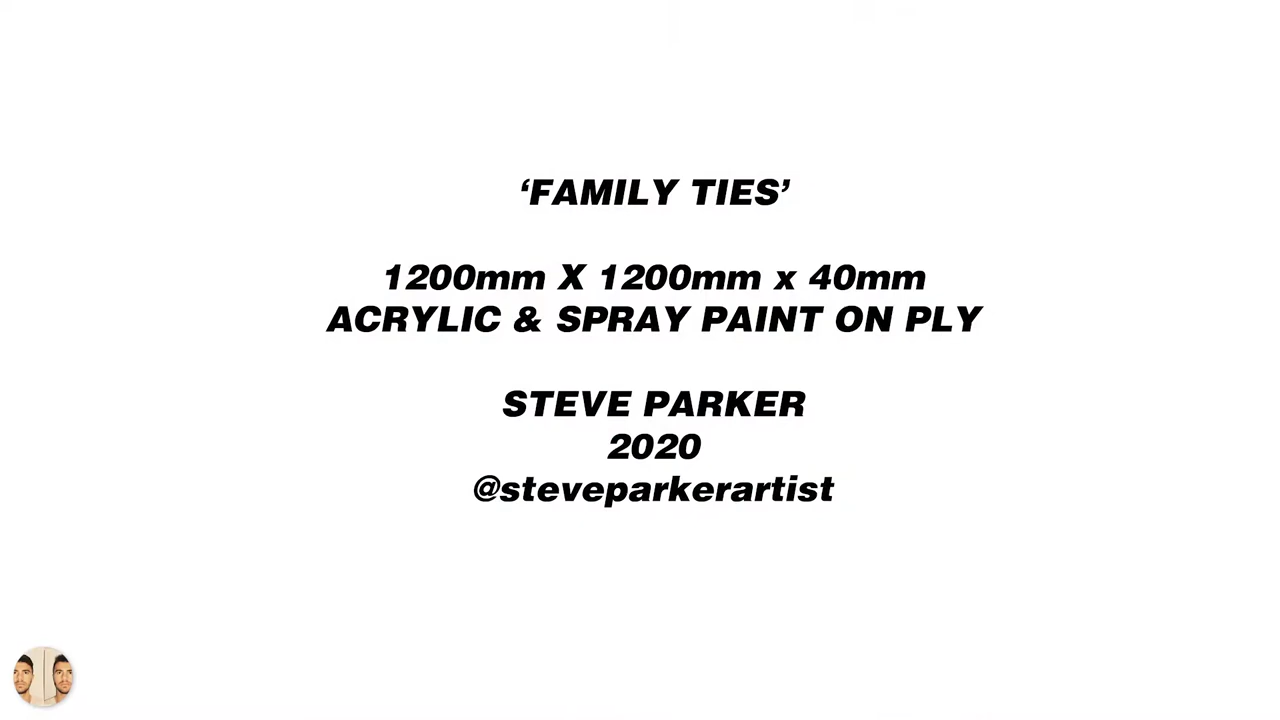 ‘FAMILY TIES’
1200mm X 1200mm x 40mm
ACRYLIC & SPRAY PAINT ON PLY
STEVE PARKER
2020
@steveparkerartist